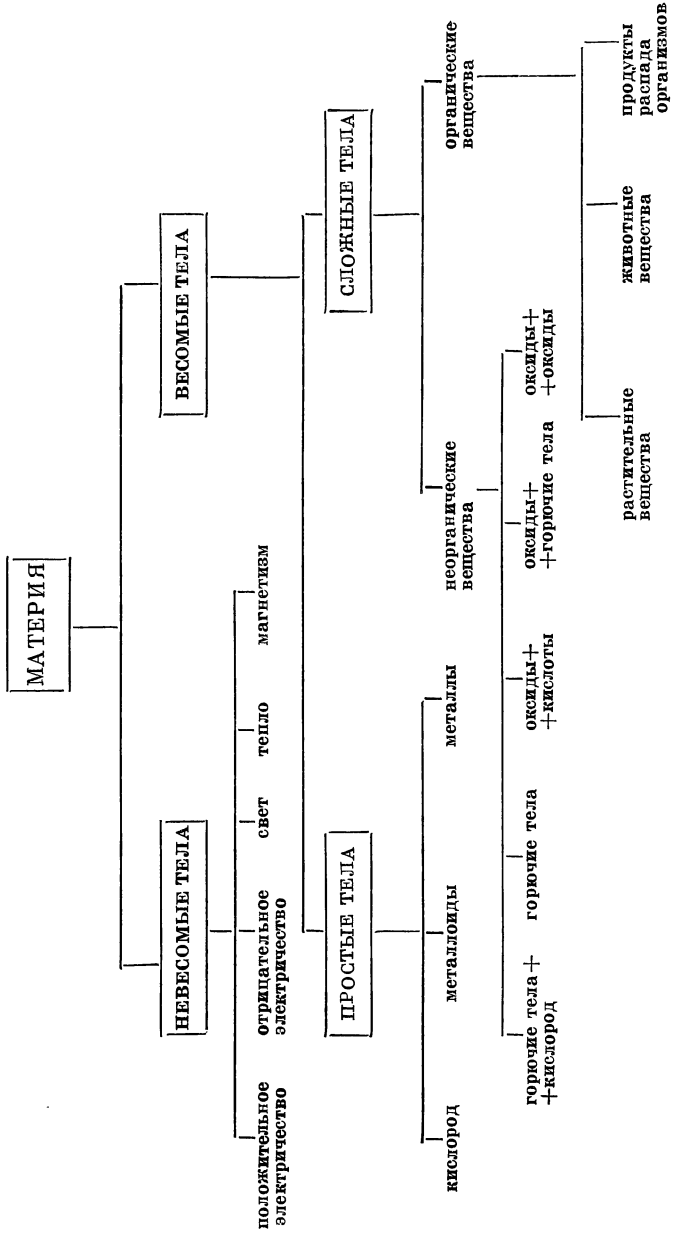 МАТЕРИЯ
НЕВЕСОМЫЕ ТЕЛА
ВЕСОМЫЕ ТЕЛА
положительное
электричество
отрицательное
электричество
свет
тепло
магнетизм
ПРОСТЫЕ ТЕЛА
СЛОЖНЫЕ ТЕЛА
кислород
металлоиды
металлы
неорганические
вещества
органические
вещества
горючие тела+
+кислород
горючие тела
оксиды+
+кислоты
оксиды+
+горючие тела
оксиды+
+оксиды
растительные
вещества
животные
вещества
продукты
распада
организмов